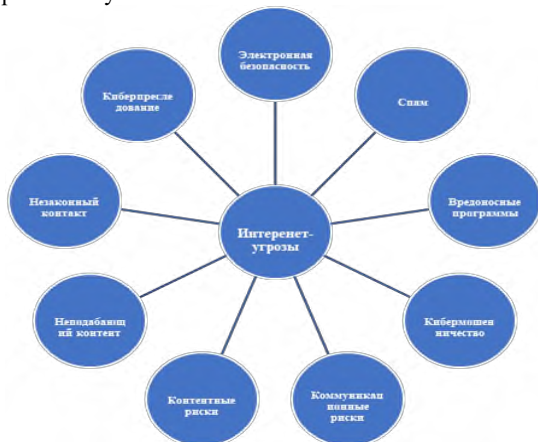 Электронная
безопасность
Спам
Вредоносные
программы
Кибермошен
ничество
Коммуникац
ионные
риски
Контентные
риски
Неподабающ
ий контент
Незаконный
контакт
Киберпресле
дование
Интеренет-
угрозы